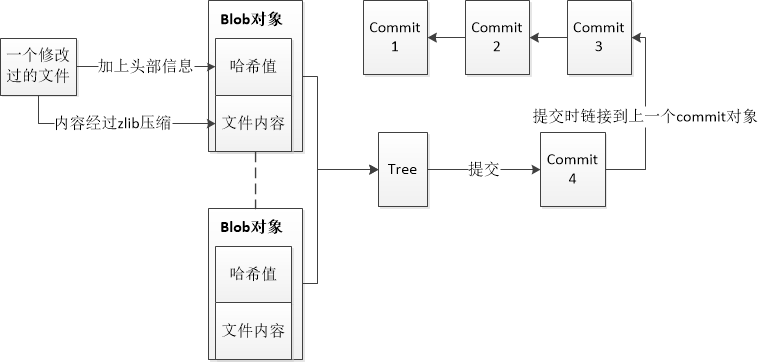 Blob对象
一个修改
过的文件
加上头部信息
哈希值
内容经过zlib压缩
文件内容
Commit
1
Commit
2
Commit
3
提交时链接到上一个commit对象
Tree
提交
Commit
4
Blob对象
哈希值
文件内容